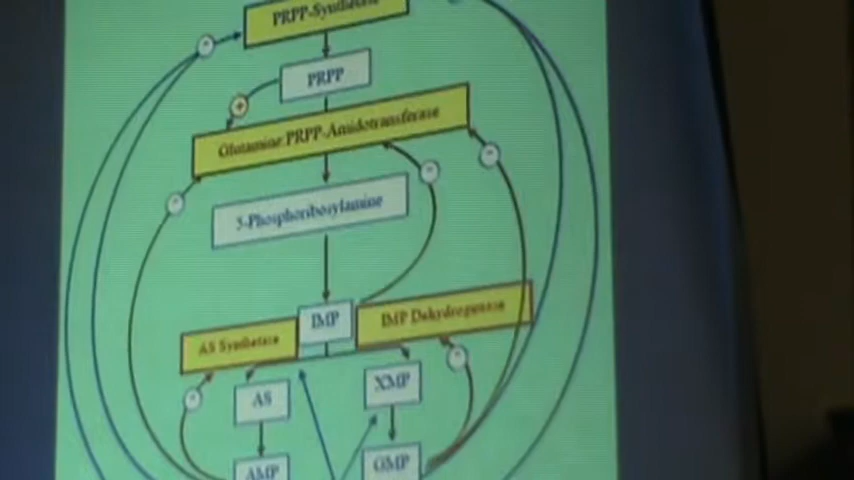 PRPP-Synthetase
PRPP
+
Glutamine PRPP-Amidotransferase
5-Phosphoribosylamine
IMP
IMP Dehydrogenase
AS Synthetase
XMP
AS
GMP
AMP